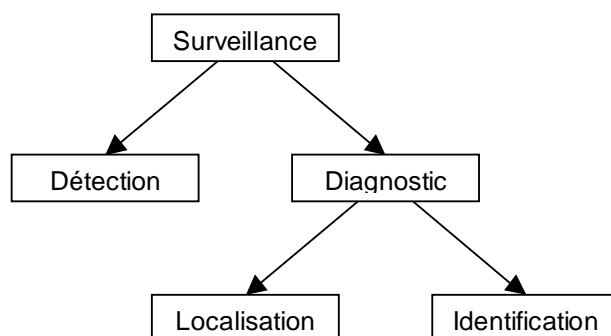 Surveillance
Détection
Diagnostic
Localisation
Identification